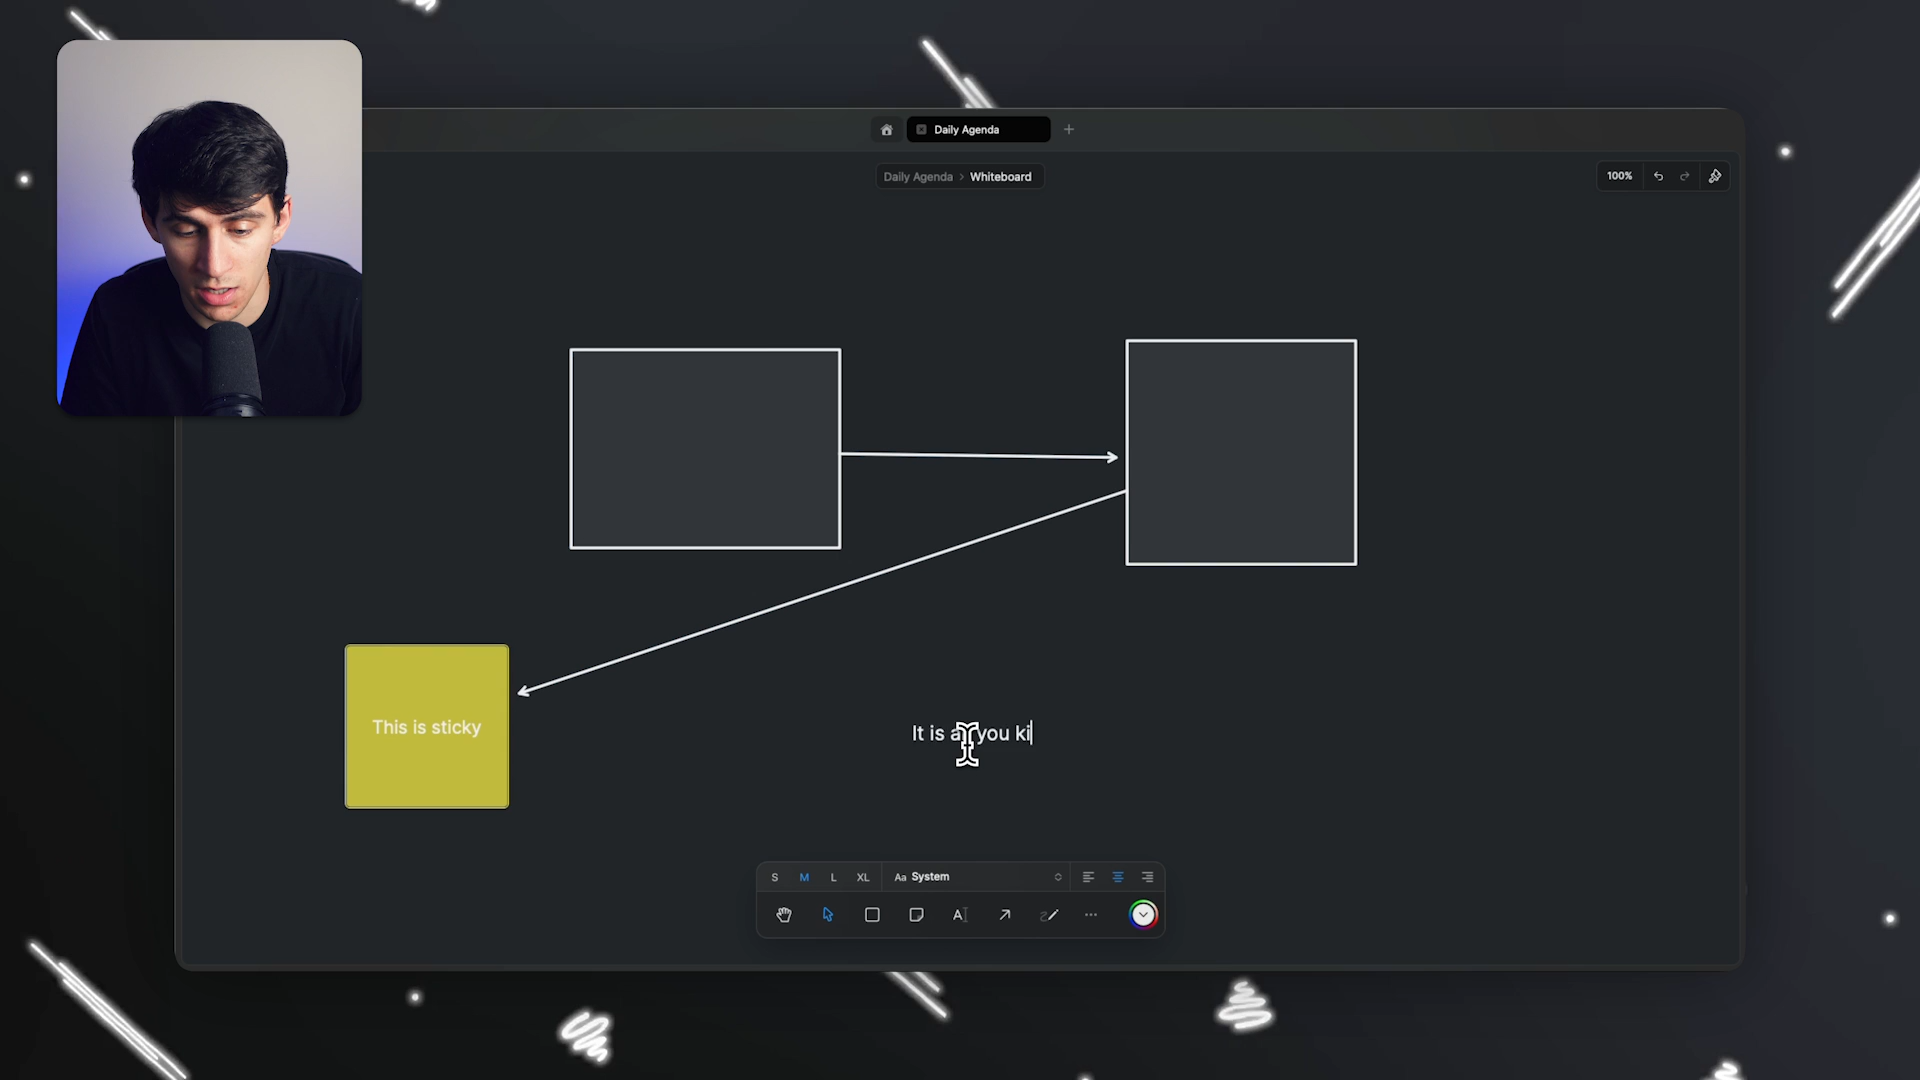 Daily Agenda
Daily Agenda > Whiteboard
100%
This is sticky
It is you ki
S M L XL Aa System
A